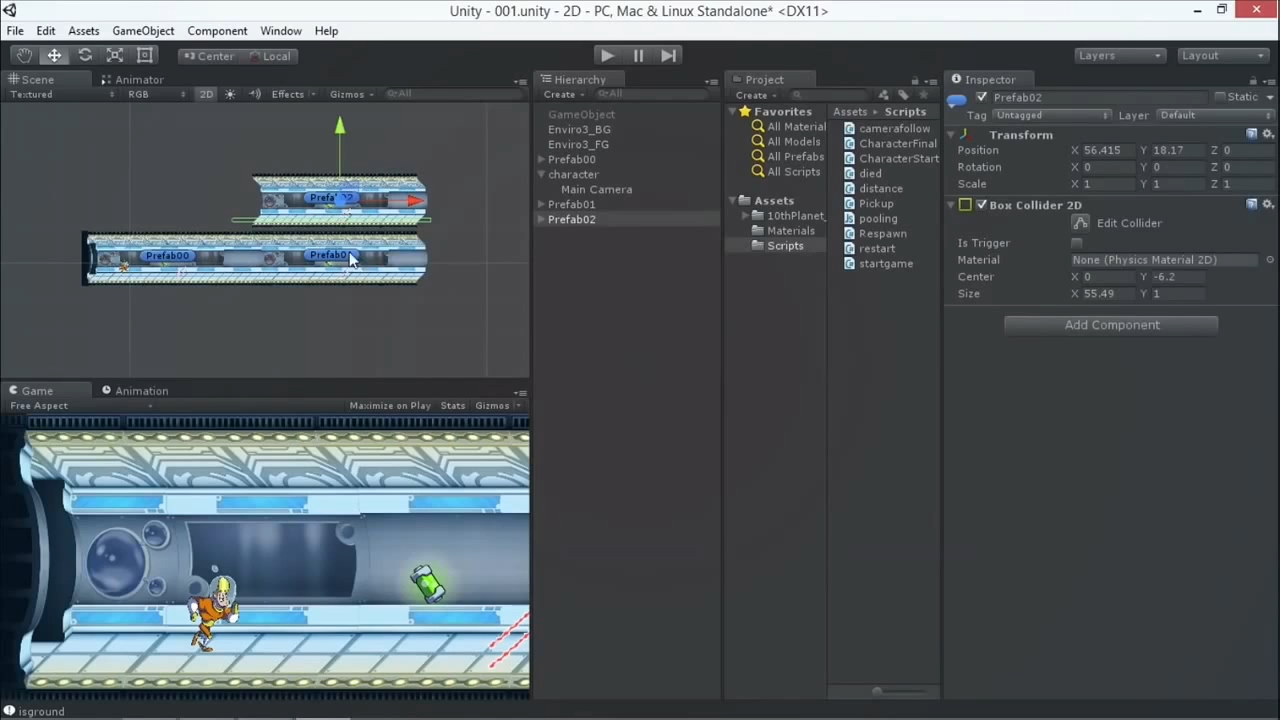 Unity - 001.unity - 2D - PC, Mac & Linux Standalone* <DX11>
File Edit Assets GameObject Component Window Help
Center Local Layers Layout
Scene Animator
Textured RGB 2D Effects Gizmos All
Prefab02
Prefab00 Prefab0
Game Animation
Free Aspect Maximize on Play Stats Gizmos
isground
Hierarchy
Create All
GameObject
Enviro3_BG
Enviro3_FG
Prefab00
character
Main Camera
Prefab01
Prefab02
Project
Create
Favorites
All Material
All Models
All Prefabs
All Scripts
Assets
10thPlanet_
Materials
Scripts
Assets Scripts
camerafollow
CharacterFinal
CharacterStart
died
distance
Pickup
pooling
Respawn
restart
startgame
Inspector
Prefab02 Static
Tag Untagged Layer Default
Transform
Position X 56.415 Y 18.17 Z 0
Rotation X 0 Y 0 Z 0
Scale X 1 Y 1 Z 1
Box Collider 2D
Edit Collider
Is Trigger
Material None (Physics Material 2D)
Center X 0 Y -6.2
Size X 55.49 Y 1
Add Component